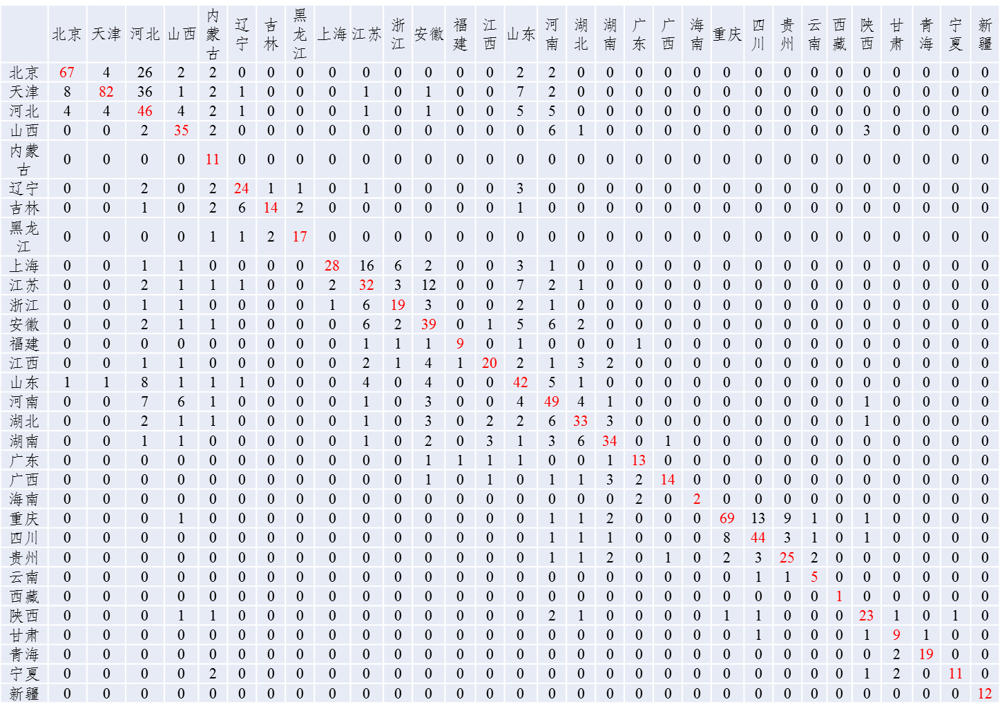 北京 天津 河北 山西 内蒙古 辽宁 吉林 黑龙江 上海 江苏 浙江 安徽 福建 江西 山东 河南 湖北 湖南 广东 广西 海南 重庆 四川 贵州 云南 西藏 陕西 甘肃 青海 宁夏 新疆
北京 67 4 26 2 2 0 0 0 0 0 0 0 0 0 2 2 0 0 0 0 0 0 0 0 0 0 0 0 0 0 0
天津 8 82 36 1 2 1 0 0 0 1 0 1 0 0 7 2 0 0 0 0 0 0 0 0 0 0 0 0 0 0 0
河北 4 4 46 4 2 1 0 0 0 1 0 1 0 0 5 5 0 0 0 0 0 0 0 0 0 0 0 0 0 0 0
山西 0 0 2 35 2 0 0 0 0 0 0 0 0 0 0 6 1 0 0 0 0 0 0 0 0 0 3 0 0 0 0
内蒙古 0 0 0 0 11 0 0 0 0 0 0 0 0 0 0 0 0 0 0 0 0 0 0 0 0 0 0 0 0 0 0
辽宁 0 0 2 0 2 24 1 1 0 1 0 0 0 0 3 0 0 0 0 0 0 0 0 0 0 0 0 0 0 0 0
吉林 0 0 1 0 2 6 14 2 0 0 0 0 0 0 1 0 0 0 0 0 0 0 0 0 0 0 0 0 0 0 0
黑龙江 0 0 0 0 1 1 2 17 0 0 0 0 0 0 0 0 0 0 0 0 0 0 0 0 0 0 0 0 0 0 0
上海 0 0 1 1 0 0 0 0 28 16 6 2 0 0 3 1 0 0 0 0 0 0 0 0 0 0 0 0 0 0 0
江苏 0 0 2 1 1 1 0 0 2 32 3 12 0 0 7 2 1 0 0 0 0 0 0 0 0 0 0 0 0 0 0
浙江 0 0 1 1 0 0 0 0 1 6 19 3 0 0 2 1 0 0 0 0 0 0 0 0 0 0 0 0 0 0 0
安徽 0 0 2 1 1 0 0 0 0 6 2 39 0 1 5 6 2 0 0 0 0 0 0 0 0 0 0 0 0 0 0
福建 0 0 0 0 0 0 0 0 0 1 1 1 9 0 1 0 0 0 1 0 0 0 0 0 0 0 0 0 0 0 0
江西 0 0 1 1 0 0 0 0 0 2 1 4 1 20 2 1 3 2 0 0 0 0 0 0 0 0 0 0 0 0 0
山东 1 1 8 1 1 1 0 0 0 4 0 4 0 0 42 5 1 0 0 0 0 0 0 0 0 0 0 0 0 0 0
河南 0 0 7 6 1 0 0 0 0 1 0 3 0 0 4 49 4 1 0 0 0 0 0 0 0 0 1 0 0 0 0
湖北 0 0 2 1 1 0 0 0 0 1 0 3 0 2 2 6 33 3 0 0 0 0 0 0 0 0 1 0 0 0 0
湖南 0 0 1 1 0 0 0 0 0 1 0 2 0 3 1 3 6 34 0 1 0 0 0 0 0 0 0 0 0 0 0
广东 0 0 0 0 0 0 0 0 0 0 0 1 1 1 1 0 0 1 13 0 0 0 0 0 0 0 0 0 0 0 0
广西 0 0 0 0 0 0 0 0 0 0 0 1 0 1 0 1 1 3 2 14 0 0 0 0 0 0 0 0 0 0 0
海南 0 0 0 0 0 0 0 0 0 0 0 0 0 0 0 0 0 0 2 0 2 0 0 0 0 0 0 0 0 0 0
重庆 0 0 0 1 0 0 0 0 0 0 0 0 0 0 0 1 1 2 0 0 0 69 13 9 1 0 1 0 0 0 0
四川 0 0 0 0 0 0 0 0 0 0 0 0 0 0 0 1 1 1 0 0 0 8 44 3 1 0 1 0 0 0 0
贵州 0 0 0 0 0 0 0 0 0 0 0 0 0 0 0 1 1 2 0 1 0 2 3 25 2 0 0 0 0 0 0
云南 0 0 0 0 0 0 0 0 0 0 0 0 0 0 0 0 0 0 0 0 0 0 1 1 5 0 0 0 0 0 0
西藏 0 0 0 0 0 0 0 0 0 0 0 0 0 0 0 0 0 0 0 0 0 0 0 0 0 1 0 0 0 0 0
陕西 0 0 0 1 1 0 0 0 0 0 0 0 0 0 0 2 1 0 0 0 0 1 1 0 0 0 23 1 0 1 0
甘肃 0 0 0 0 0 0 0 0 0 0 0 0 0 0 0 0 0 0 0 0 0 0 1 0 0 0 1 9 1 0 0
青海 0 0 0 0 0 0 0 0 0 0 0 0 0 0 0 0 0 0 0 0 0 0 0 0 0 0 0 2 19 0 0
宁夏 0 0 0 0 2 0 0 0 0 0 0 0 0 0 0 0 0 0 0 0 0 0 0 0 0 0 1 2 0 11 0
新疆 0 0 0 0 0 0 0 0 0 0 0 0 0 0 0 0 0 0 0 0 0 0 0 0 0 0 0 0 0 0 12